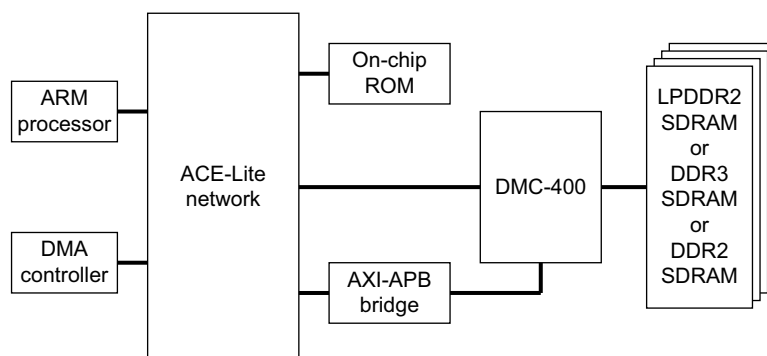 ARM
processor
DMA
controller
ACE-Lite
network
On-chip
ROM
AXI-APB
bridge
DMC-400
LPDDR2
SDRAM
or
DDR3
SDRAM
or
DDR2
SDRAM